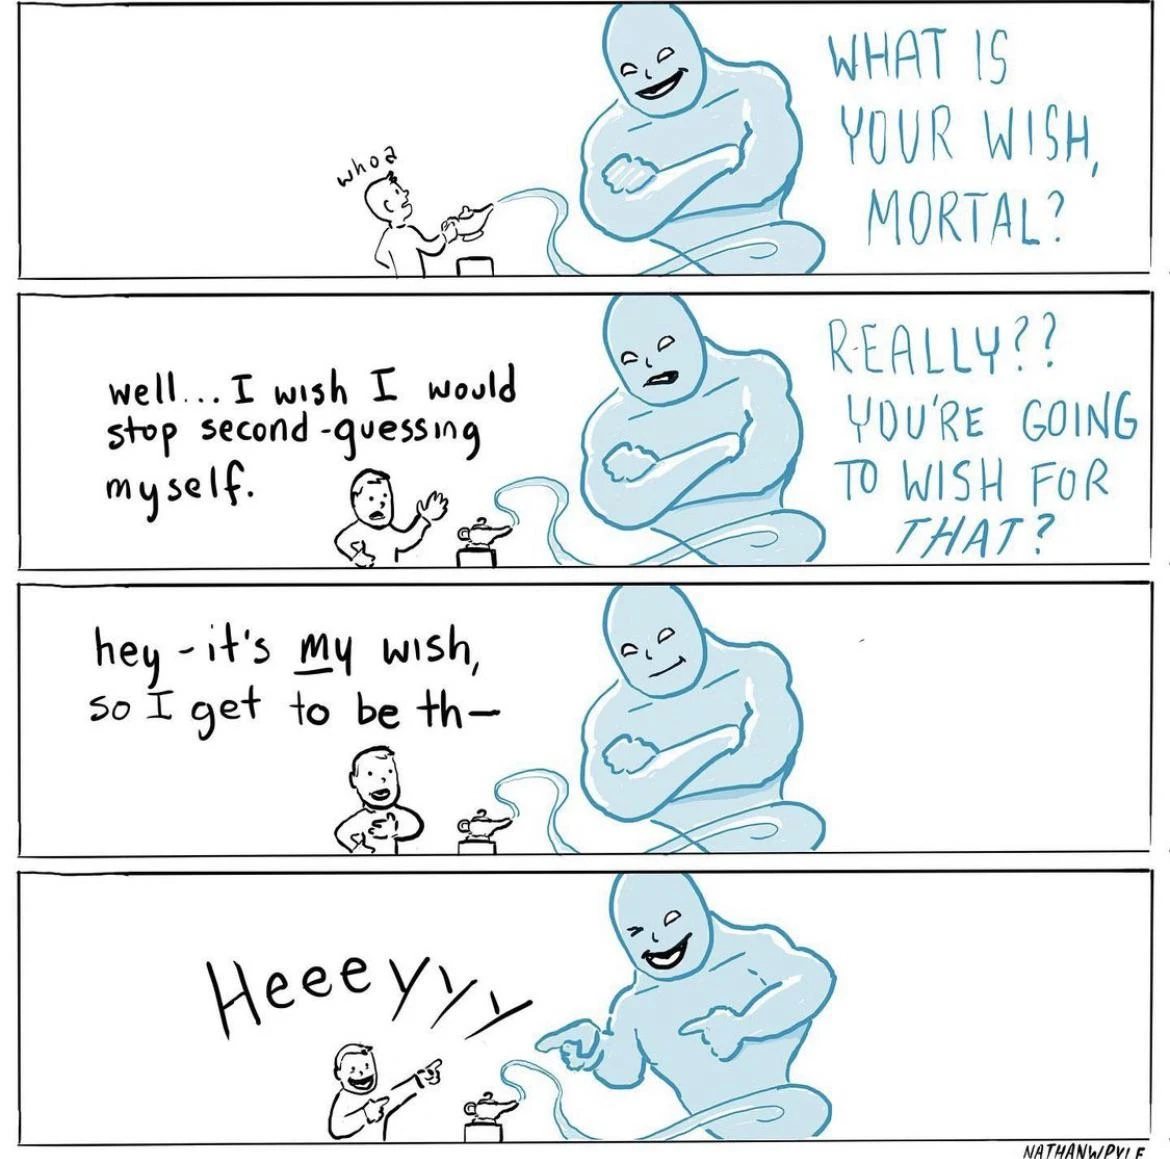 whoa
WHAT IS
YOUR WISH,
MORTAL?
well... I wish I would
stop second-guessing
myself.
REALLY??
YOU'RE GOING
TO WISH FOR
THAT?
hey - it's my wish,
so I get to be th—
Heeeyyy
NATHANWPYLE